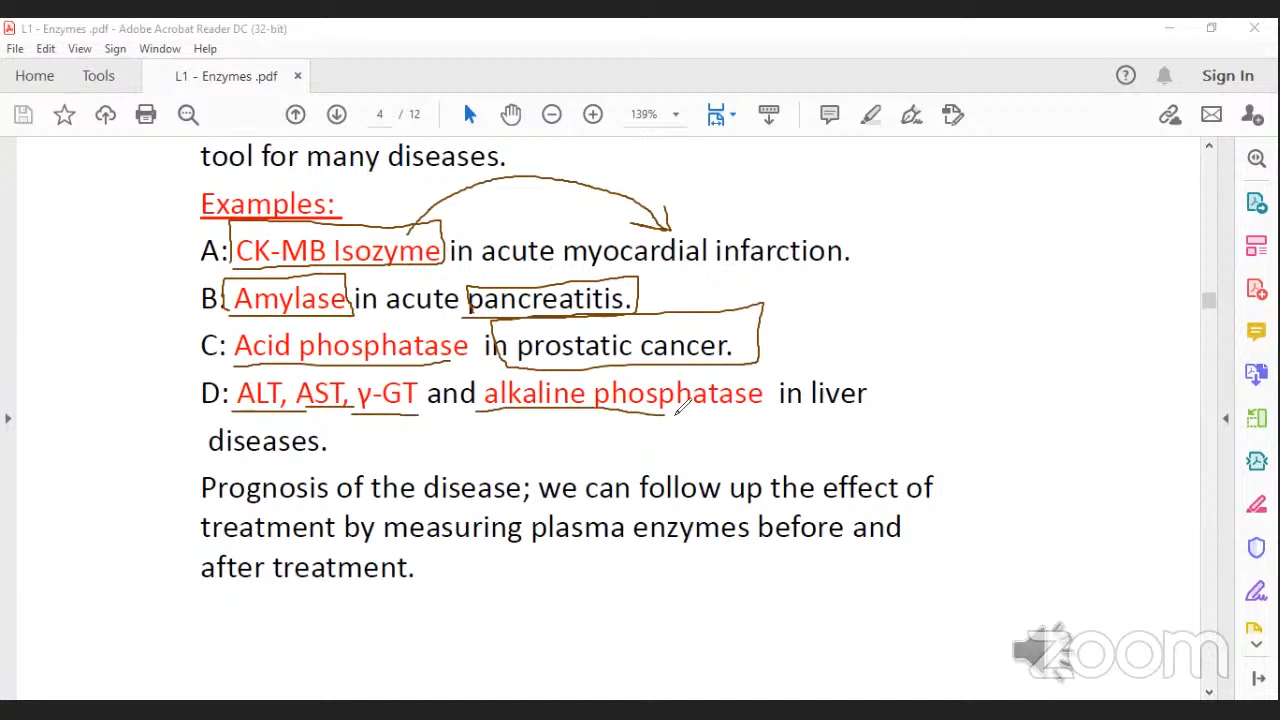 L1 - Enzymes .pdf - Adobe Acrobat Reader DC (32-bit)
File Edit View Sign Window Help
Home Tools L1 - Enzymes .pdf × Sign In
4 / 12 139%
tool for many diseases.
Examples:
A: CK-MB Isozyme in acute myocardial infarction.
B: Amylase in acute pancreatitis.
C: Acid phosphatase in prostatic cancer.
D: ALT, AST, γ-GT and alkaline phosphatase in liver
diseases.
Prognosis of the disease; we can follow up the effect of
treatment by measuring plasma enzymes before and
after treatment.
zoom